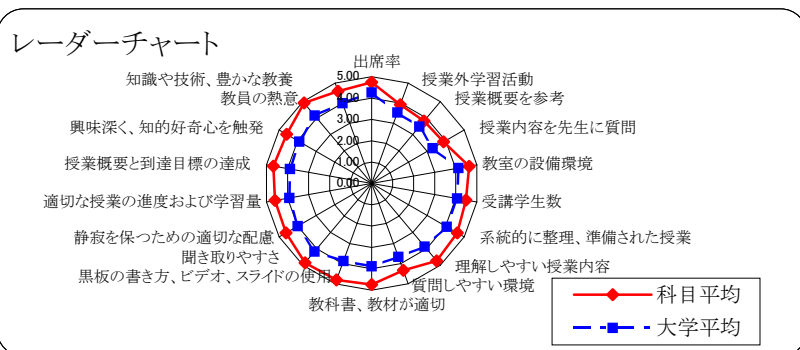 レーダーチャート
出席率
授業外学習活動
授業概要を参考
授業内容を先生に質問
教室の設備環境
受講学生数
系統的に整理、準備された授業
理解しやすい授業内容
質問しやすい環境
教科書、教材が適切
黒板の書き方、ビデオ、スライドの使用
聞き取りやすさ
静寂を保つための適切な配慮
適切な授業の進度および学習量
授業概要と到達目標の達成
興味深く、知的好奇心を触発
教員の熱意
知識や技術、豊かな教養
5.00
4.00
3.00
2.00
1.00
0.00
科目平均
大学平均